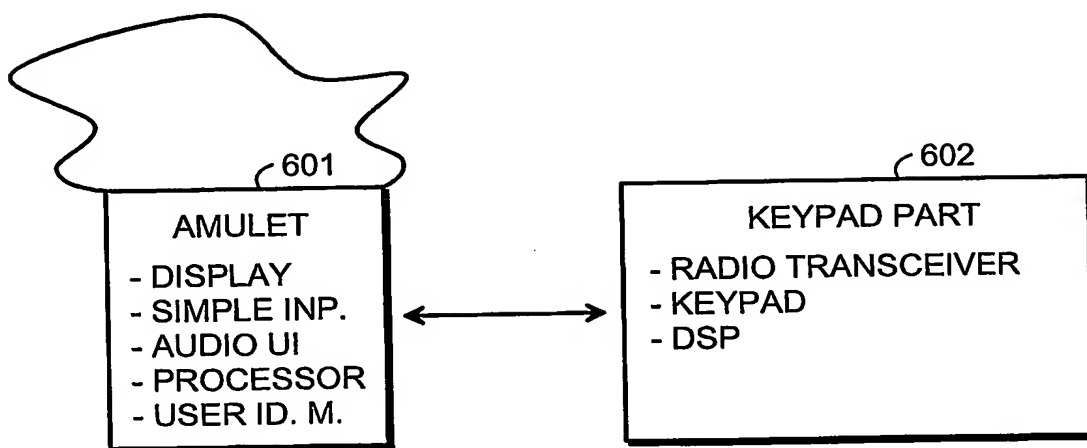 601
AMULET
- DISPLAY
- SIMPLE INP.
- AUDIO UI
- PROCESSOR
- USER ID. M.
602
KEYPAD PART
- RADIO TRANSCEIVER
- KEYPAD
- DSP